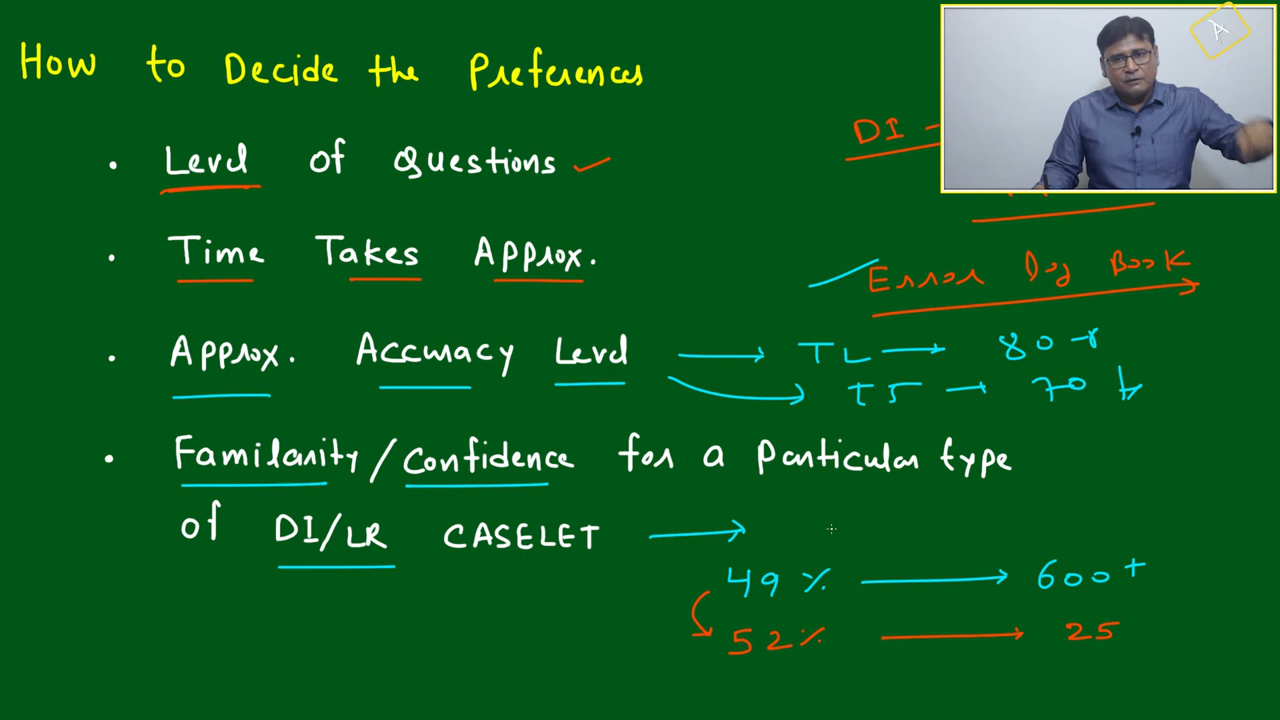 How to Decide the Preferences
DI -
• Level of Questions ✓
• Time Takes Approx.
Error Log Book
• Approx. Accuracy Level → TL → 80 %
→ T5 → 70 %
• Familarity/Confidence for a particular type
of DI/LR CASELET →
49 % → 600+
52 % → 25
A